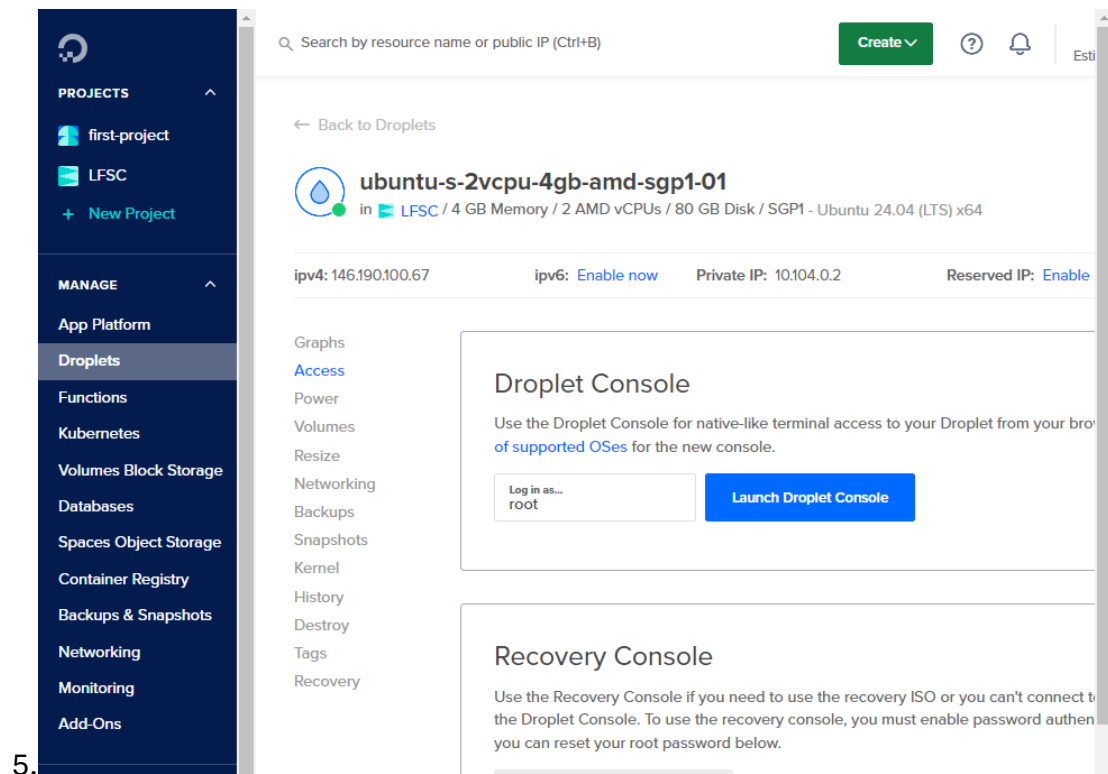 Search by resource name or public IP (Ctrl+B)
Create
Esti
PROJECTS
first-project
LFSC
+ New Project
MANAGE
App Platform
Droplets
Functions
Kubernetes
Volumes Block Storage
Databases
Spaces Object Storage
Container Registry
Backups & Snapshots
Networking
Monitoring
Add-Ons
← Back to Droplets
ubuntu-s-2vcpu-4gb-amd-sgp1-01
in LFSC / 4 GB Memory / 2 AMD vCPUs / 80 GB Disk / SGP1 - Ubuntu 24.04 (LTS) x64
ipv4: 146.190.100.67 ipv6: Enable now Private IP: 10.104.0.2 Reserved IP: Enable
Graphs
Access
Power
Volumes
Resize
Networking
Backups
Snapshots
Kernel
History
Destroy
Tags
Recovery
Droplet Console
Use the Droplet Console for native-like terminal access to your Droplet from your bro
of supported OSes for the new console.
Log in as...
root
Launch Droplet Console
Recovery Console
Use the Recovery Console if you need to use the recovery ISO or you can't connect t
the Droplet Console. To use the recovery console, you must enable password authen
you can reset your root password below.
5.